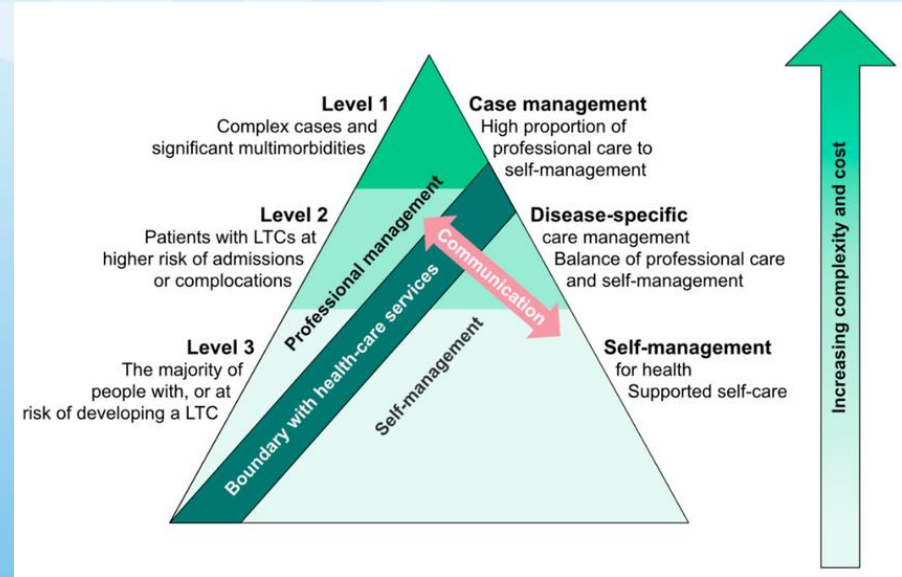 Level 1
Complex cases and
significant multimorbidities
Case management
High proportion of
professional care to
self-management
Level 2
Patients with LTCs at
higher risk of admissions
or complocations
Disease-specific
care management
Balance of professional care
and self-management
Level 3
The majority of
people with, or at
risk of developing a LTC
Self-management
for health
Supported self-care
Professional management
Boundary with health-care services
Communication
Self-management
Increasing complexity and cost